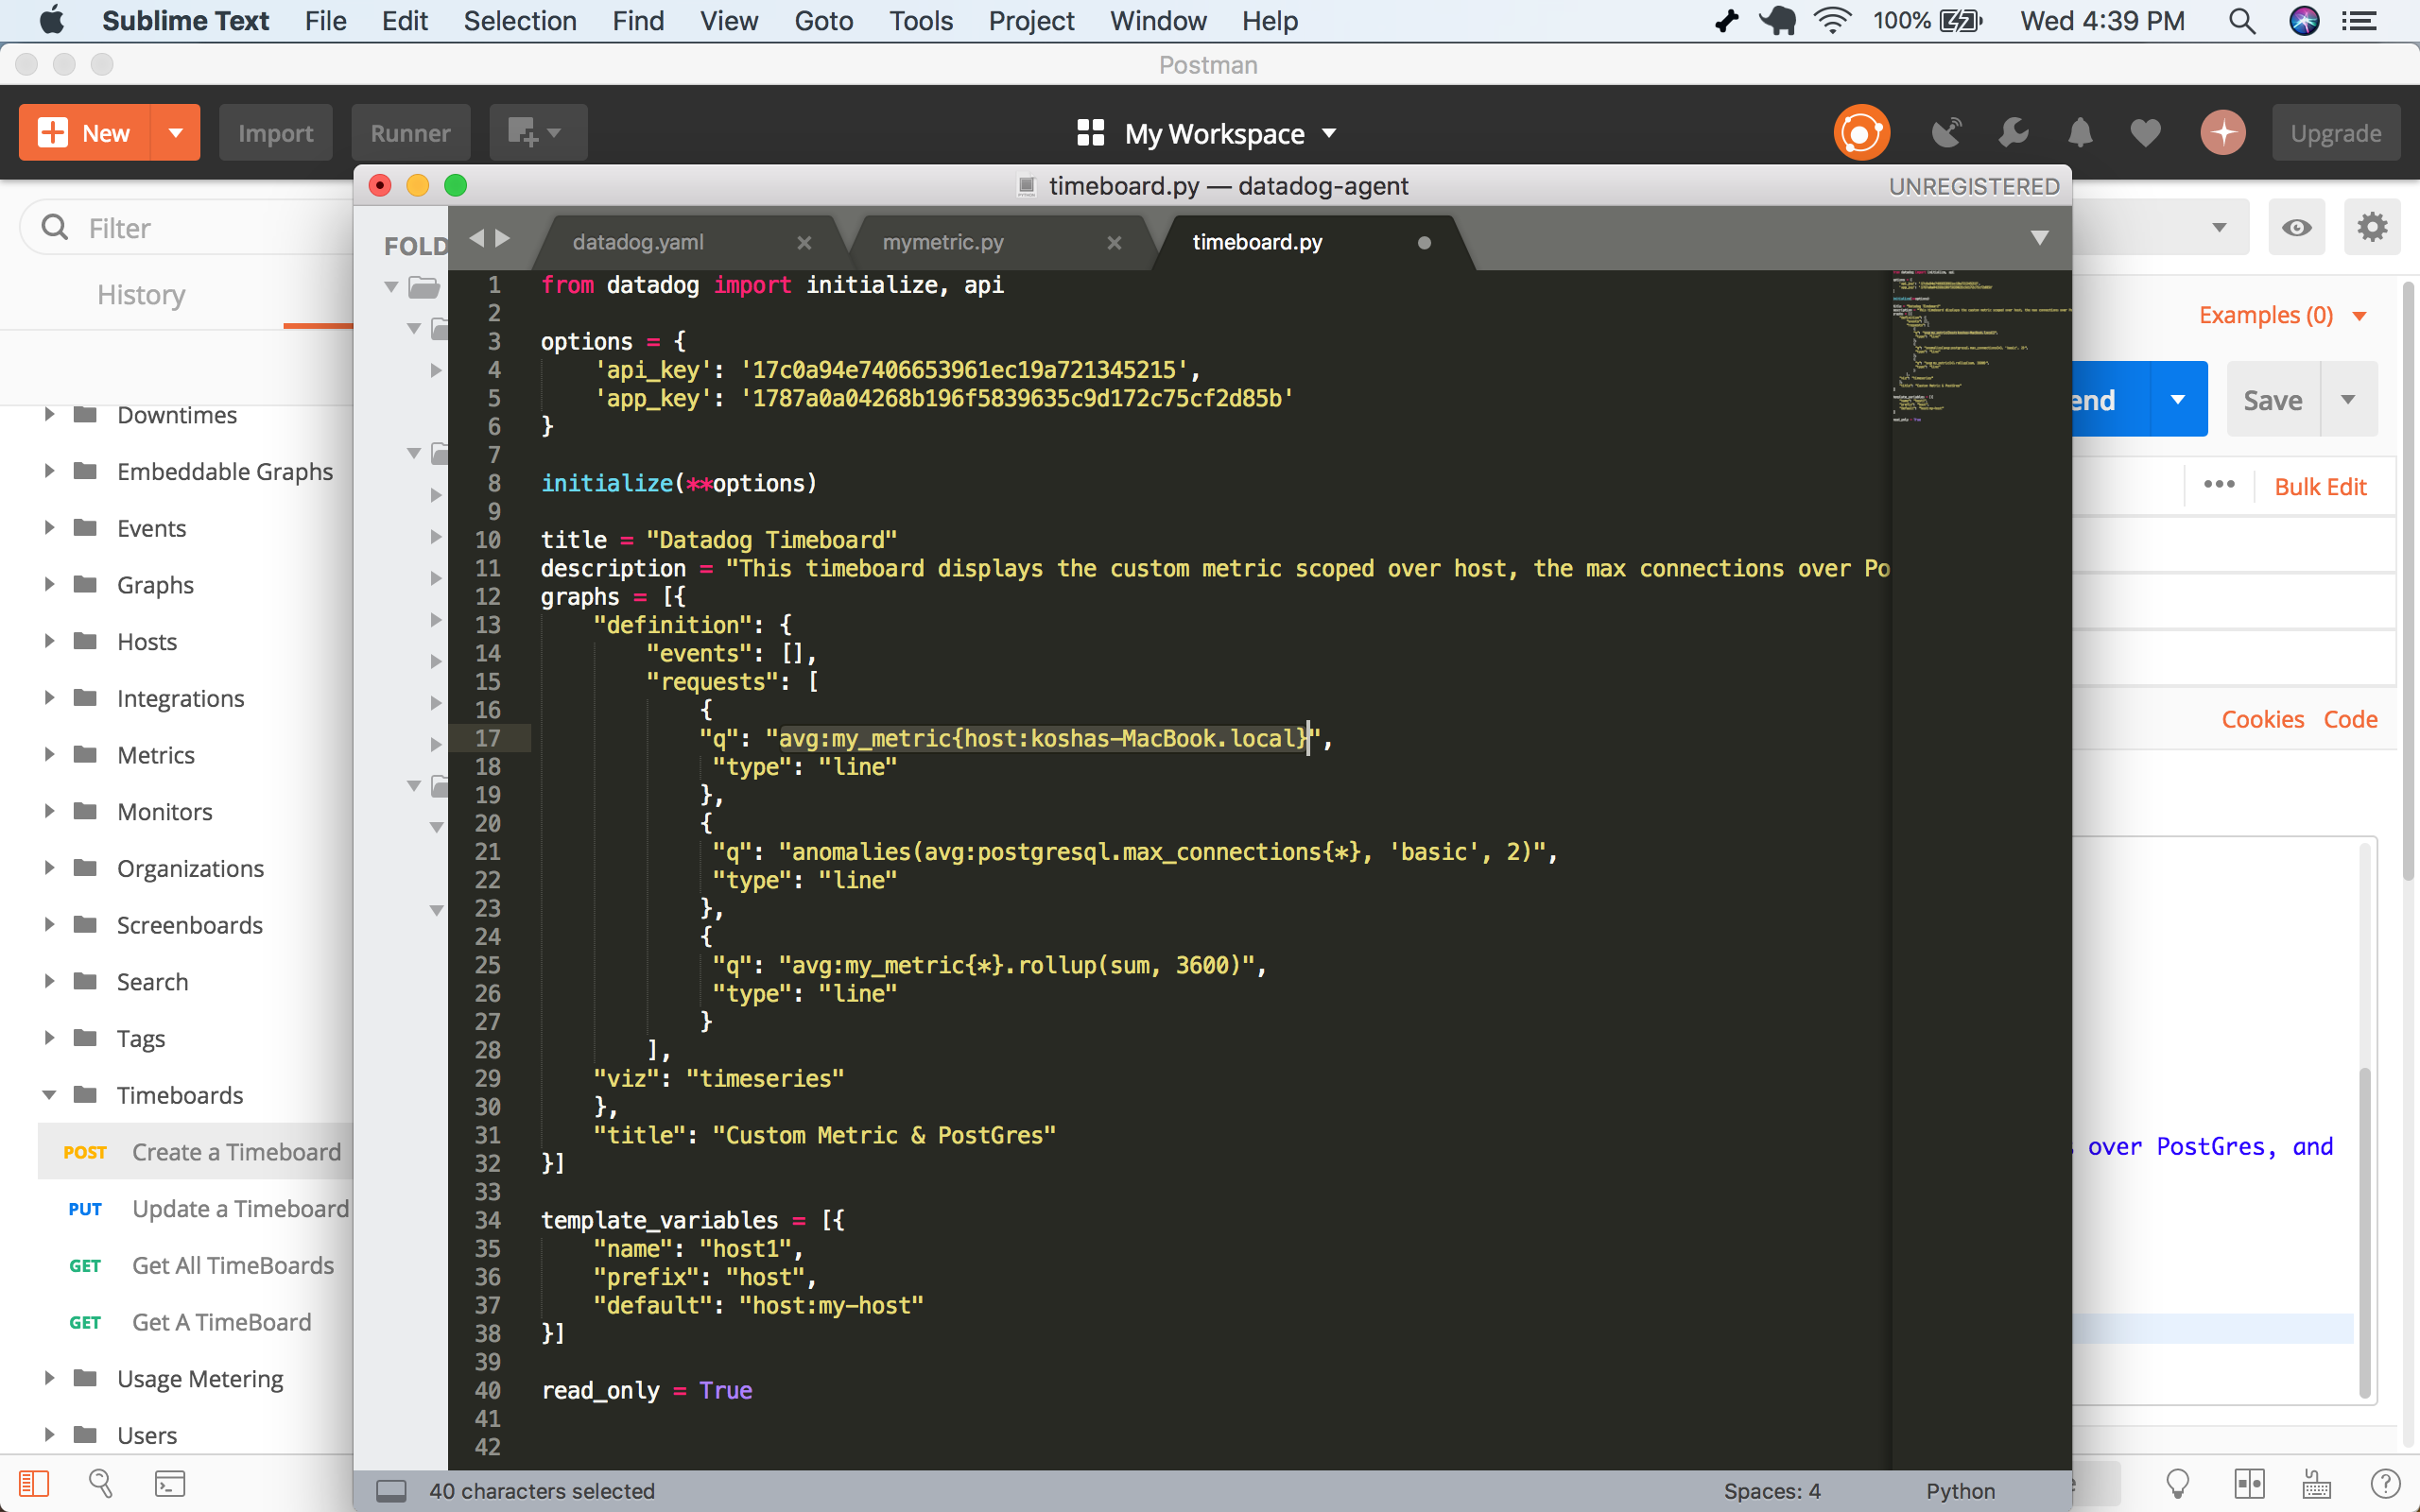 Sublime Text File Edit Selection Find View Goto Tools Project Window Help 100% Wed 4:39 PM
Postman
New Import Runner My Workspace Upgrade
timeboard.py — datadog-agent UNREGISTERED
Filter
FOLD
datadog.yaml mymetric.py timeboard.py
History
Examples (0)
end Save
Bulk Edit
Cookies Code
Downtimes
Embeddable Graphs
Events
Graphs
Hosts
Integrations
Metrics
Monitors
Organizations
Screenboards
Search
Tags
Timeboards
POST Create a Timeboard
PUT Update a Timeboard
GET Get All TimeBoards
GET Get A TimeBoard
Usage Metering
Users
1 from datadog import initialize, api
2
3 options = {
4 'api_key': '17c0a94e7406653961ec19a721345215',
5 'app_key': '1787a0a04268b196f5839635c9d172c75cf2d85b'
6 }
7
8 initialize(**options)
9
10 title = "Datadog Timeboard"
11 description = "This timeboard displays the custom metric scoped over host, the max connections over Po
12 graphs = [{
13 "definition": {
14 "events": [],
15 "requests": [
16 {
17 "q": "avg:my_metric{host:koshas-MacBook.local}",
18 "type": "line"
19 },
20 {
21 "q": "anomalies(avg:postgresql.max_connections{*}, 'basic', 2)",
22 "type": "line"
23 },
24 {
25 "q": "avg:my_metric{*}.rollup(sum, 3600)",
26 "type": "line"
27 }
28 ],
29 "viz": "timeseries"
30 },
31 "title": "Custom Metric & PostGres"
32 }]
33
34 template_variables = [{
35 "name": "host1",
36 "prefix": "host",
37 "default": "host:my-host"
38 }]
39
40 read_only = True
41
42
over PostGres, and
40 characters selected Spaces: 4 Python